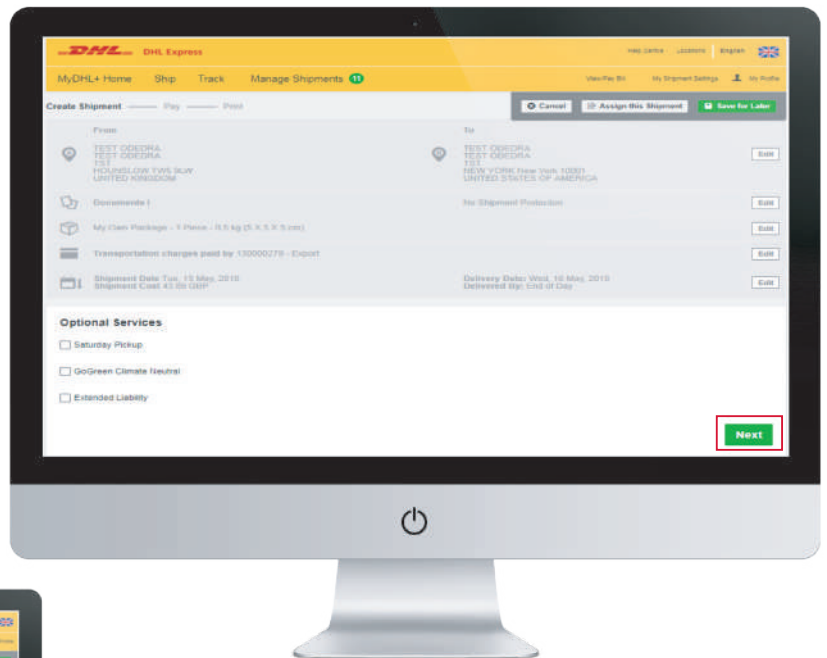 DHL DHL Express
Help Centre Locations English
MyDHL+ Home Ship Track Manage Shipments 11
View/Pay Bill My Shipment Settings My Profile
Create Shipment Pay Print
Cancel Assign this Shipment Save for Later
From
To
TEST ODEDRA
TEST ODEDRA
TST
HOUNSLOW
UNITED KINGDOM
TEST ODEDRA
TEST ODEDRA
TST
NEW YORK New York 10001
UNITED STATES OF AMERICA
Edit
Documents
No Shipment Protection
Edit
My Own Package - 1 Piece - 0.5 kg (5 X 5 X 5 cm)
Edit
Transportation charges paid by 130000279 - Export
Edit
Shipment Date Tue, 15 May, 2018
Shipment Cost GBP
Delivery Date: Wed, 16 May, 2018
Delivered By: End of Day
Edit
Optional Services
Saturday Pickup
GoGreen Climate Neutral
Extended Liability
Next